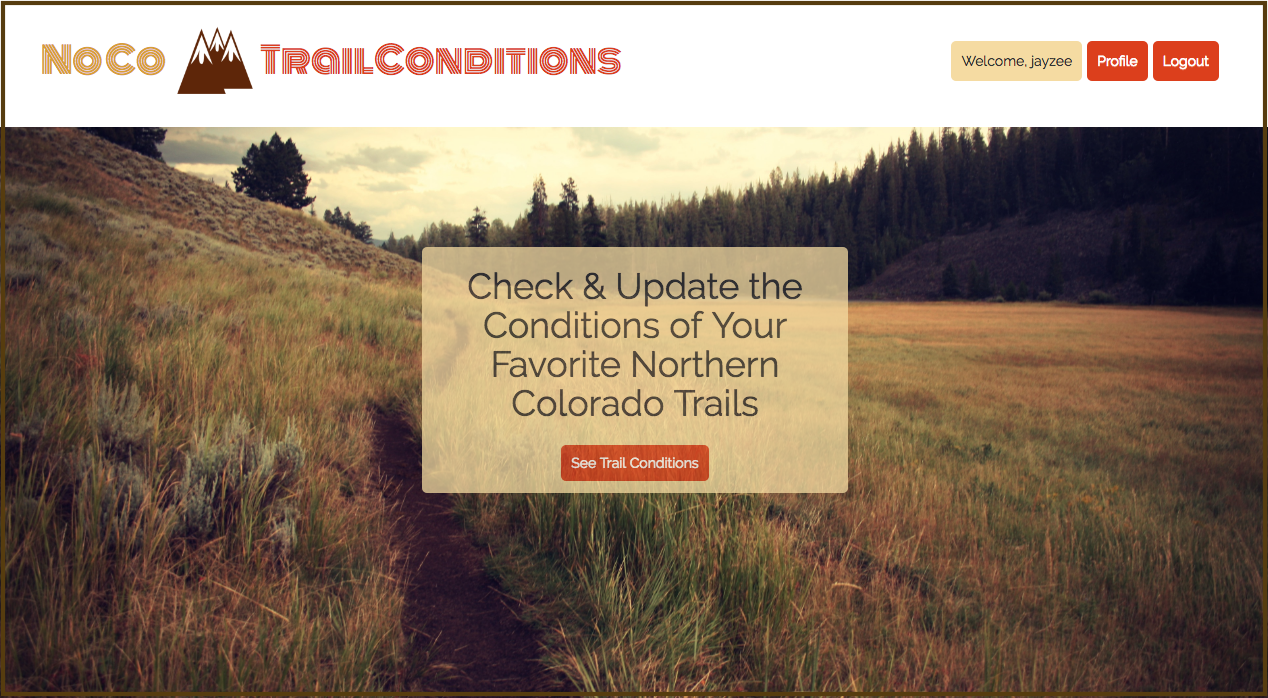 NoCo TrailConditions
Welcome, jayzee
Profile
Logout
Check & Update the
Conditions of Your
Favorite Northern
Colorado Trails
See Trail Conditions